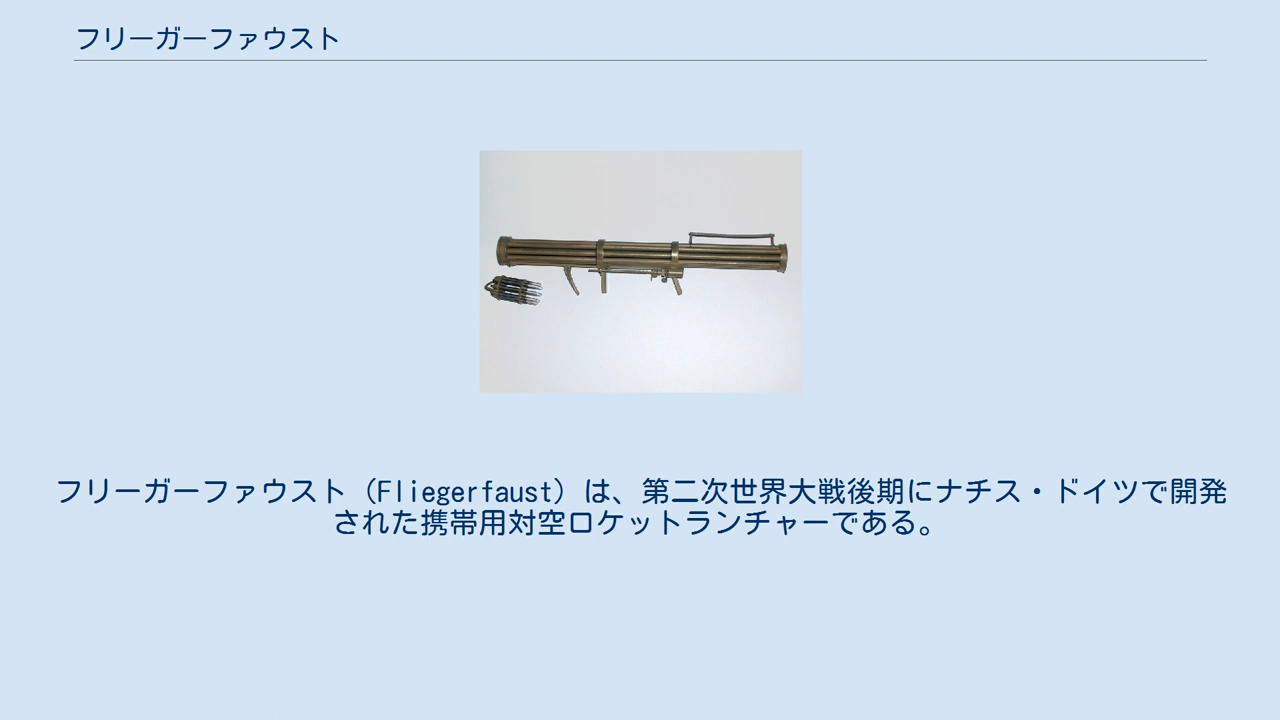 フリーガーファウスト
フリーガーファウスト（Fliegerfaust）は、第二次世界大戦後期にナチス・ドイツで開発
された携帯用対空ロケットランチャーである。